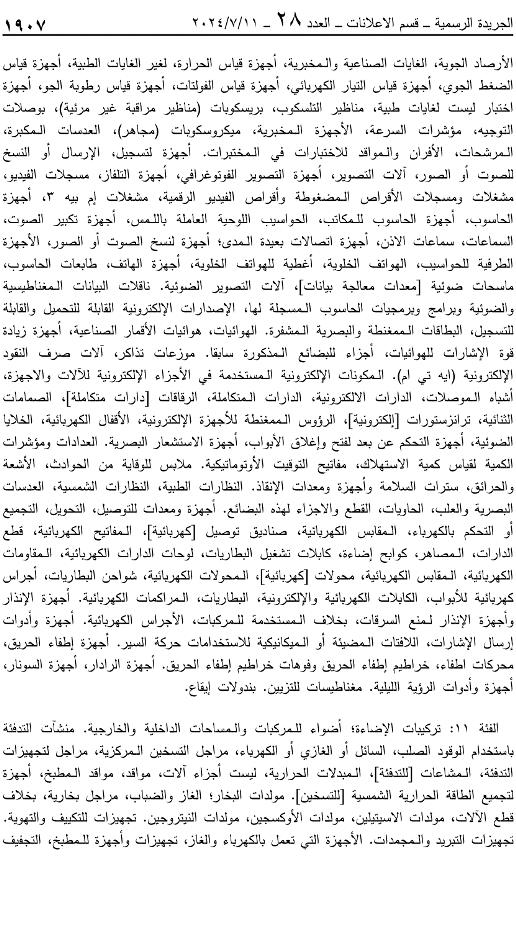 الجريدة الرسمية ــ قسم الاعلانات ــ العدد ٢٨ ــ ٢٠٢٤/٧/١١ ١٩٠٧
الأرصاد الجوية، الغايات الصناعية والمخبرية، أجهزة قياس الحرارة، لغير الغايات الطبية، أجهزة قياس
الضغط الجوي، أجهزة قياس التيار الكهربائي، أجهزة قياس الفولتات، أجهزة قياس رطوبة الجو، أجهزة
اختبار ليست لغايات طبية، مناظير التلسكوب، بريسكوبات (مناظير مراقبة غير مرئية)، بوصلات
التوجيه، مؤشرات السرعة، الأجهزة المخبرية، ميكروسكوبات (مجاهر)، العدسات المكبرة،
المرشحات، الأفران والمواقد للاختبارات في المختبرات. أجهزة لتسجيل، الإرسال أو النسخ
للصوت أو الصور، آلات التصوير، أجهزة التصوير الفوتوغرافي، أجهزة التلفاز، مسجلات الفيديو،
مشغلات ومسجلات الأقراص المضغوطة وأقراص الفيديو الرقمية، مشغلات إم بيه ٣، أجهزة
الحاسوب، أجهزة الحاسوب للمكاتب، الحواسيب اللوحية العاملة باللمس، أجهزة تكبير الصوت،
السماعات، سماعات الاذن، أجهزة اتصالات بعيدة المدى؛ أجهزة لنسخ الصوت أو الصور، الأجهزة
الطرفية للحواسيب، الهواتف الخلوية، أغطية للهواتف الخلوية، أجهزة الهاتف، طابعات الحاسوب،
ماسحات ضوئية [معدات معالجة بيانات]، آلات التصوير الضوئية. ناقلات البيانات المغناطيسية
والضوئية وبرامج وبرمجيات الحاسوب المسجلة لها، الإصدارات الإلكترونية القابلة للتحميل والقابلة
للتسجيل، البطاقات الممغنطة والبصرية المشفرة. الهوائيات، هوائيات الأقمار الصناعية، أجهزة زيادة
قوة الإشارات للهوائيات، أجزاء للبضائع المذكورة سابقا. موزعات تذاكر، آلات صرف النقود
الإلكترونية (ايه تي ام). المكونات الإلكترونية المستخدمة في الأجزاء الإلكترونية للآلات والاجهزة،
أشباه الموصلات، الدارات الالكترونية، الدارات المتكاملة، الرقاقات [دارات متكاملة]، الصمامات
الثنائية، ترانزستورات [إلكترونية]، الرؤوس الممغنطة للأجهزة الإلكترونية، الأقفال الكهربائية، الخلايا
الضوئية، أجهزة التحكم عن بعد لفتح وإغلاق الأبواب، أجهزة الاستشعار البصرية. العدادات ومؤشرات
الكمية لقياس كمية الاستهلاك، مفاتيح التوقيت الأوتوماتيكية. ملابس للوقاية من الحوادث، الأشعة
والحرائق، سترات السلامة وأجهزة ومعدات الإنقاذ. النظارات الطبية، النظارات الشمسية، العدسات
البصرية والعلب، الحاويات، القطع والاجزاء لهذه البضائع. أجهزة ومعدات للتوصيل، التحويل، التجميع
أو التحكم بالكهرباء، المقابس الكهربائية، صناديق توصيل [كهربائية]، المفاتيح الكهربائية، قطع
الدارات، المصاهر، كوابح إضاءة، كابلات تشغيل البطاريات، لوحات الدارات الكهربائية، المقاومات
الكهربائية، المقابس الكهربائية، محولات [كهربائية]، المحولات الكهربائية، شواحن البطاريات، أجراس
كهربائية للأبواب، الكابلات الكهربائية والإلكترونية، البطاريات، المراكمات الكهربائية. أجهزة الإنذار
وأجهزة الإنذار لمنع السرقات، بخلاف المستخدمة للمركبات، الأجراس الكهربائية. أجهزة وأدوات
إرسال الإشارات، اللافتات المضيئة أو الميكانيكية للاستخدامات حركة السير. أجهزة إطفاء الحريق،
محركات اطفاء، خراطيم إطفاء الحريق وفوهات خراطيم إطفاء الحريق. أجهزة الرادار، أجهزة السونار،
أجهزة وأدوات الرؤية الليلية. مغناطيسات للتزيين. بندولات إيقاع.
الفئة ١١: تركيبات الإضاءة؛ أضواء للمركبات والمساحات الداخلية والخارجية. منشآت التدفئة
باستخدام الوقود الصلب، السائل أو الغازي أو الكهرباء، مراجل التسخين المركزية، مراجل لتجهيزات
التدفئة، المشاعات [للتدفئة]، المبدلات الحرارية، ليست أجزاء آلات، مواقد، مواقد المطبخ، أجهزة
لتجميع الطاقة الحرارية الشمسية [للتسخين]. مولدات البخار؛ الغاز والضباب، مراجل بخارية، بخلاف
قطع الآلات، مولدات الاسيتيلين، مولدات الأوكسجين، مولدات النيتروجين. تجهيزات للتكييف والتهوية.
تجهيزات التبريد والمجمدات. الأجهزة التي تعمل بالكهرباء والغاز، تجهيزات وأجهزة للمطبخ، التجفيف